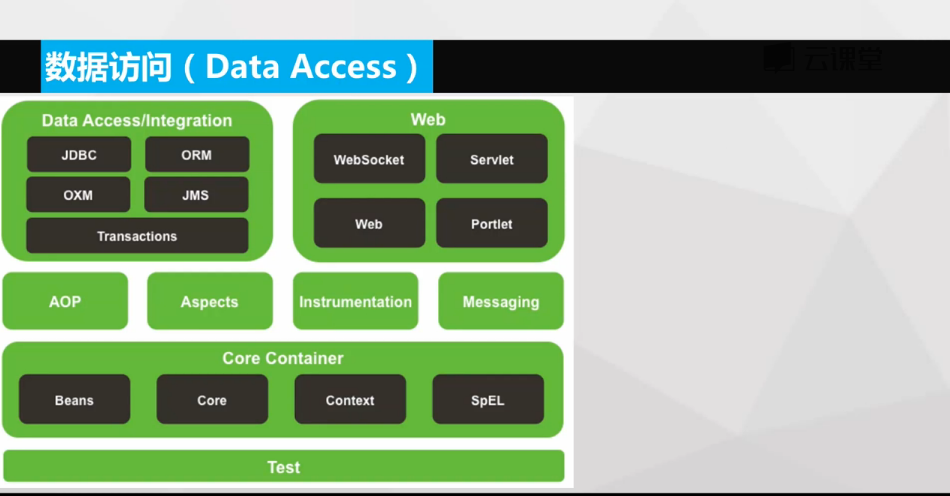 数据访问（Data Access）
云课堂
Data Access/Integration
JDBC ORM
OXM JMS
Transactions
Web
WebSocket Servlet
Web Portlet
AOP Aspects Instrumentation Messaging
Core Container
Beans Core Context SpEL
Test